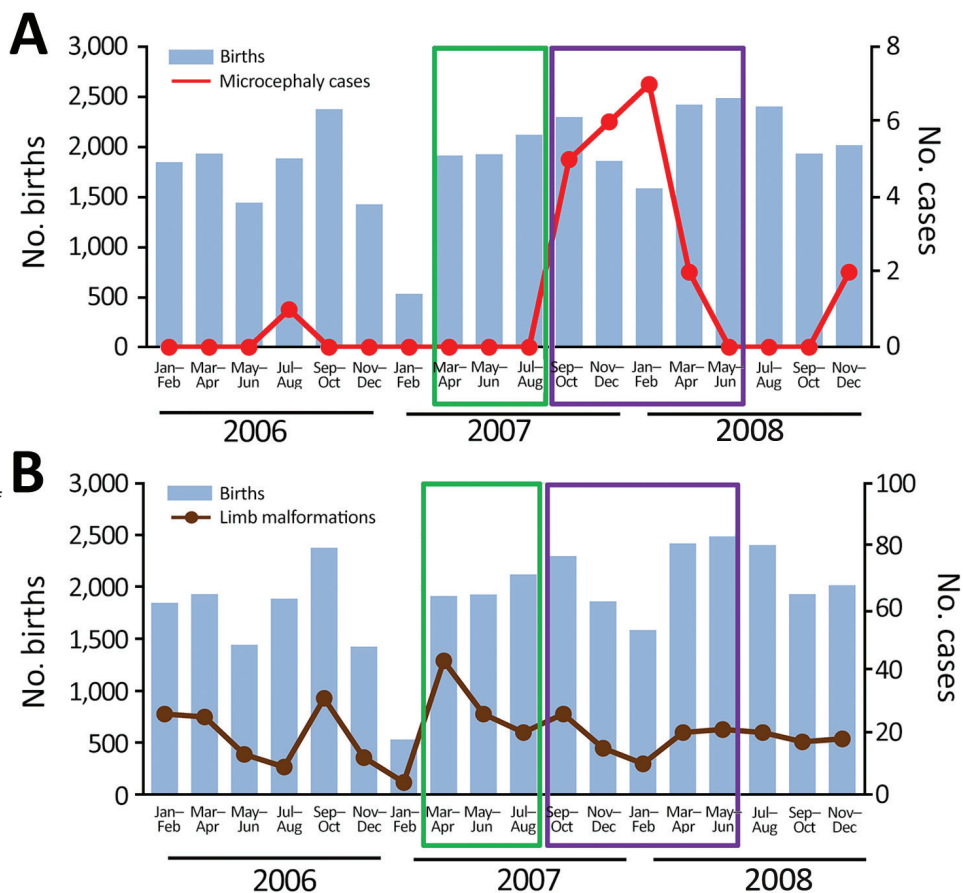 A
3,000
2,500
2,000
1,500
1,000
500
0
No. births
Births
Microcephaly cases
8
6
4
2
0
No. cases
Jan– Mar– May– Jul– Sep– Nov– Jan– Mar– May– Jul– Sep– Nov– Jan– Mar– May– Jul– Sep– Nov–
Feb Apr Jun Aug Oct Dec Feb Apr Jun Aug Oct Dec Feb Apr Jun Aug Oct Dec
2006 2007 2008
B
3,000
2,500
2,000
1,500
1,000
500
0
No. births
Births
Limb malformations
100
80
60
40
20
0
No. cases
Jan– Mar– May– Jul– Sep– Nov– Jan– Mar– May– Jul– Sep– Nov– Jan– Mar– May– Jul– Sep– Nov–
Feb Apr Jun Aug Oct Dec Feb Apr Jun Aug Oct Dec Feb Apr Jun Aug Oct Dec
2006 2007 2008